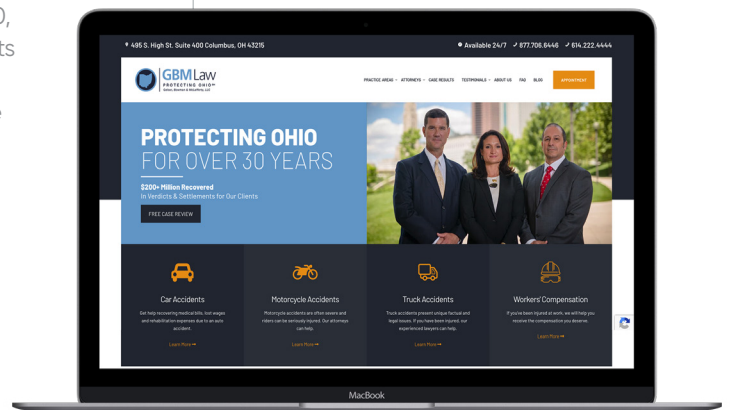 0,
ts
495 S. High St. Suite 400 Columbus, OH 43215
Available 24/7 877.706.6446 614.222.4444
GBM Law
PROTECTING OHIO
PRACTICE AREAS ATTORNEYS CASE RESULTS TESTIMONIALS ABOUT US FAQ BLOG APPOINTMENT
PROTECTING OHIO
FOR OVER 30 YEARS
$200+ Million Recovered
In Verdicts & Settlements for Our Clients
FREE CASE REVIEW
Car Accidents
Get help recovering medical bills, lost wages
and rehabilitation expenses due to an auto
accident.
Learn More
Motorcycle Accidents
Motorcycle accidents are often severe and
riders can be seriously injured. Our attorneys
can help.
Learn More
Truck Accidents
Truck accidents present unique factual and
legal issues. If you have been injured, our
experienced lawyers can help.
Learn More
Workers' Compensation
If you've been injured at work, we will help you
receive the compensation you deserve.
Learn More
MacBook